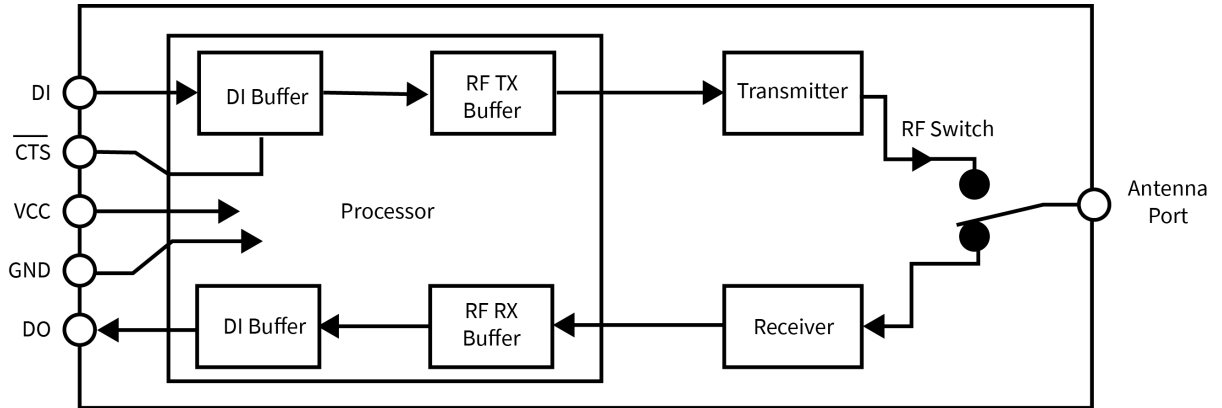 DI
CTS
VCC
GND
DO
DI Buffer
RF TX
Buffer
Processor
DI Buffer
RF RX
Buffer
Transmitter
RF Switch
Receiver
Antenna
Port